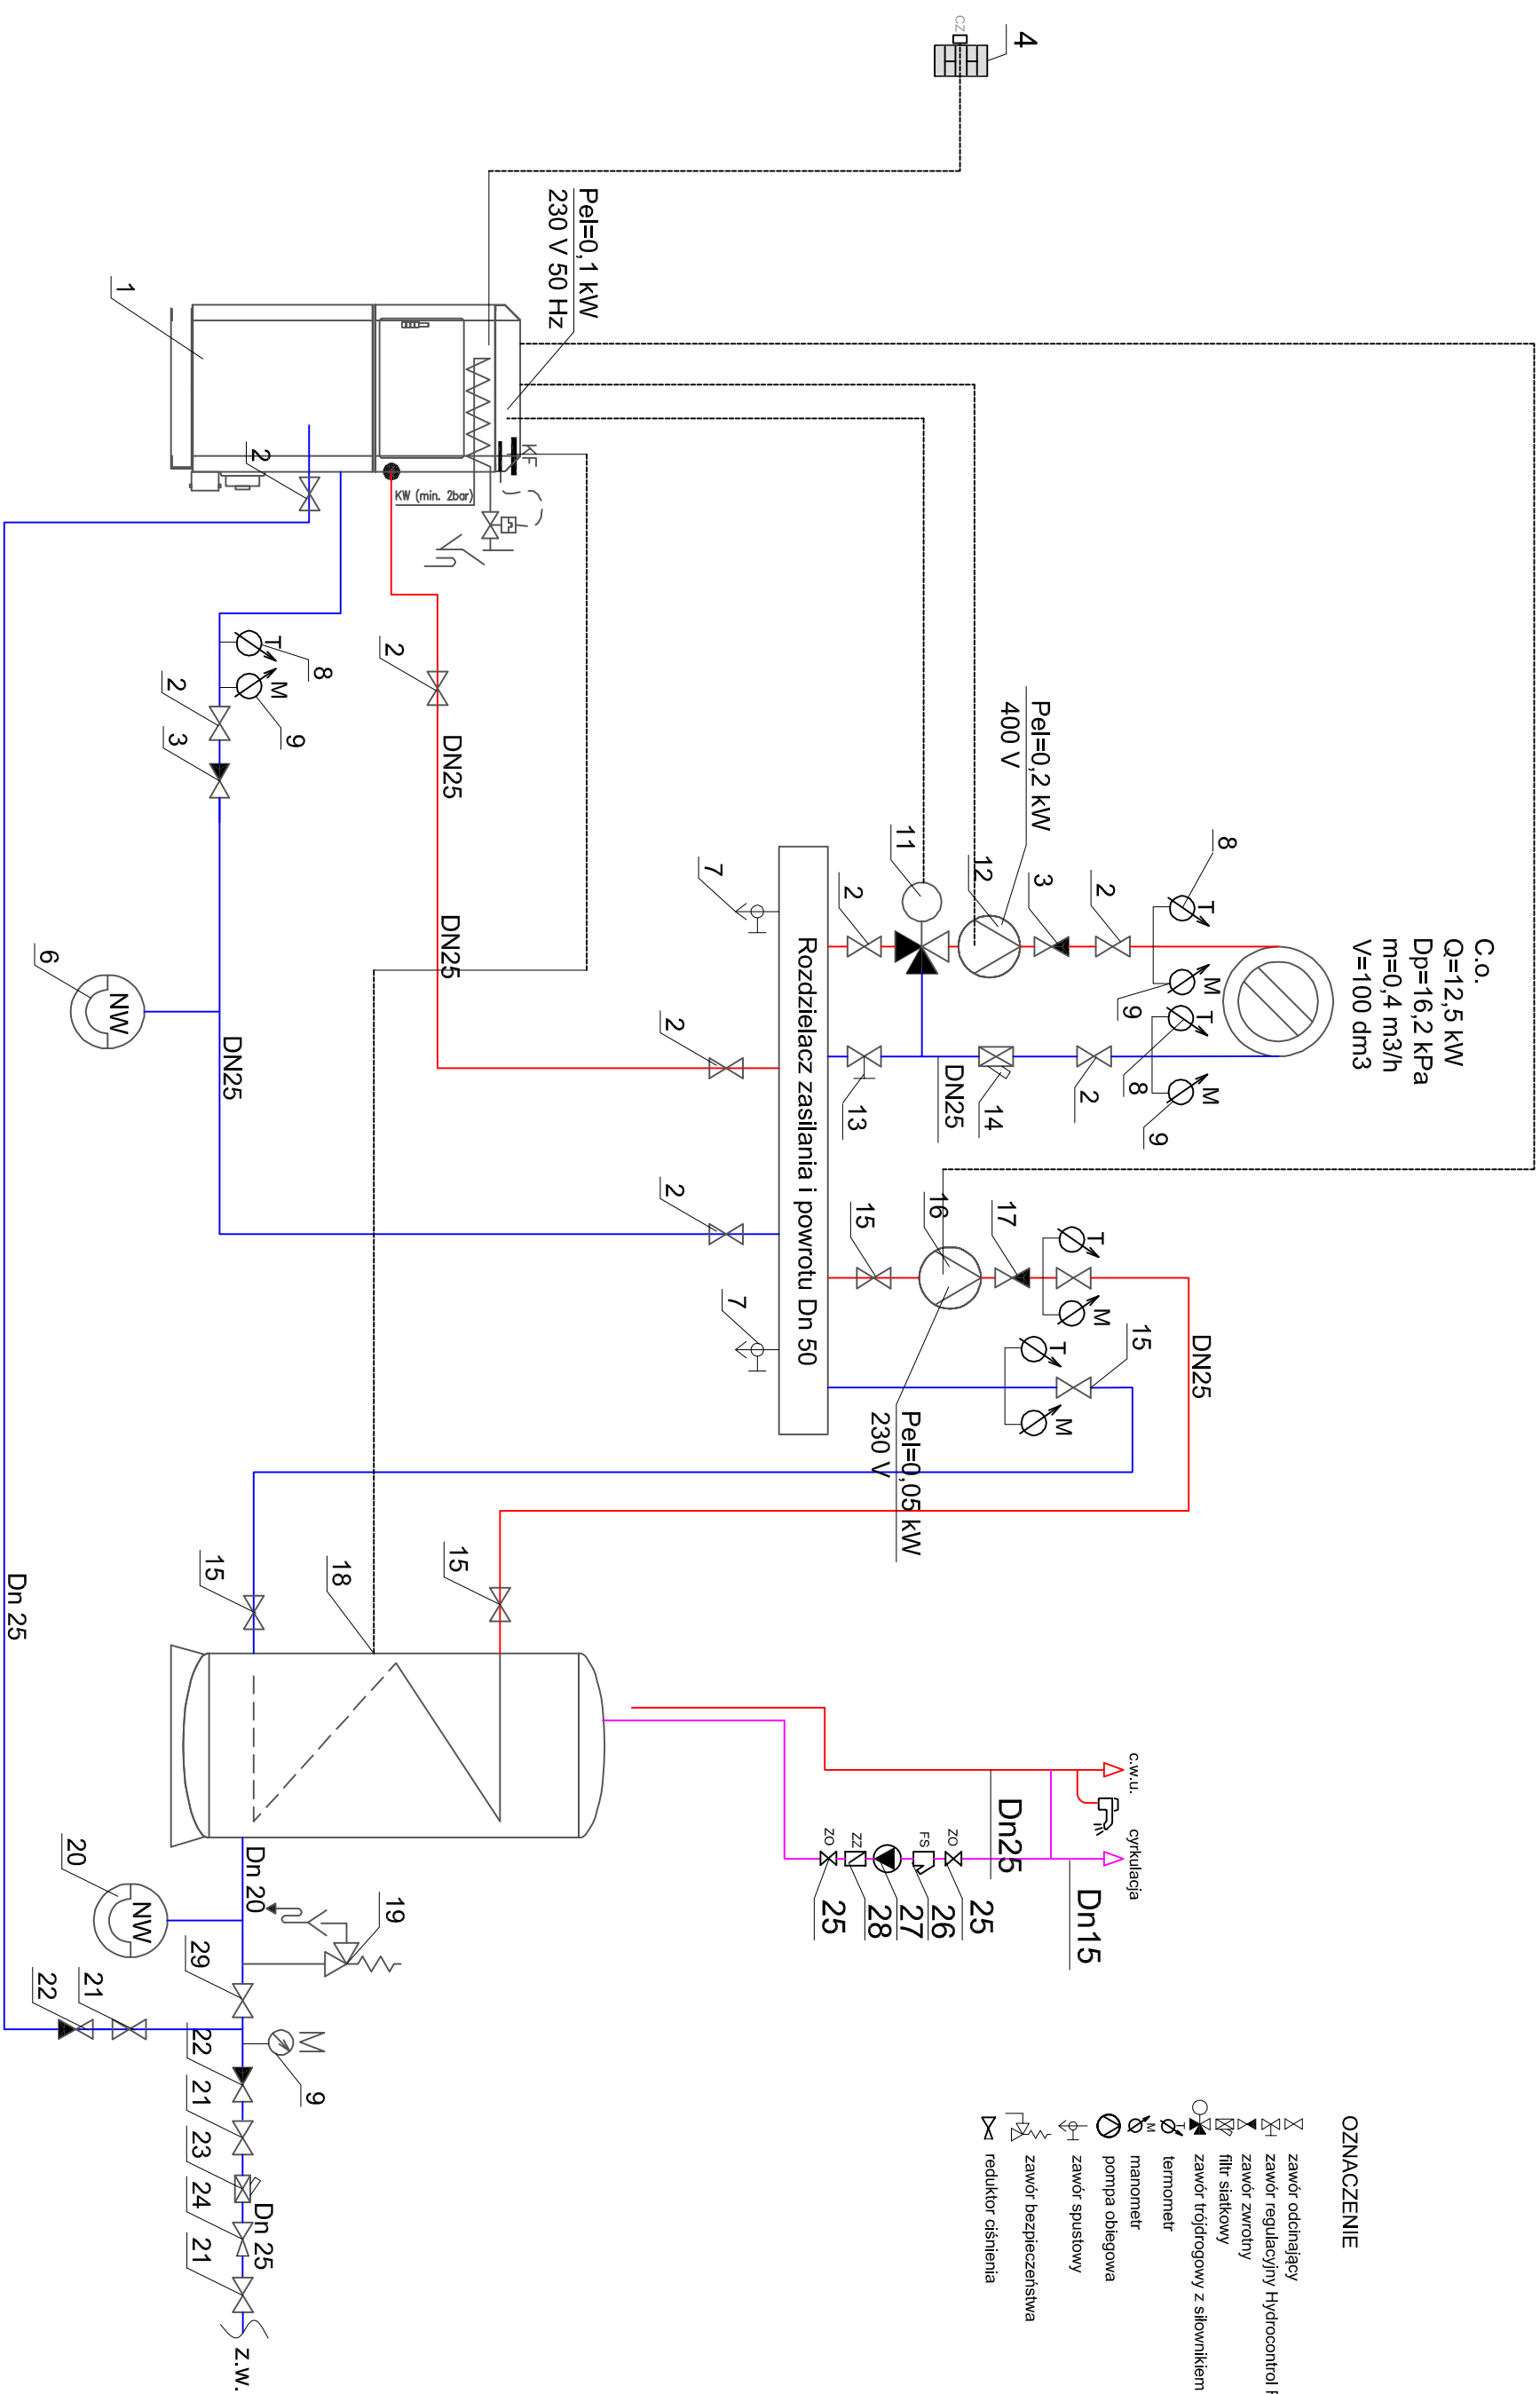 4
CZ
Pel=0,1 kW
230 V 50 Hz
1
2
KF
KW (min. 2bar)
T
8
M
9
2
3
2
DN25
DN25
6
NW
DN25
Pel=0,2 kW
400 V
11
12
3
2
2
8
T
M
9
T
8
M
9
C.o.
Q=12,5 kW
Dp=16,2 kPa
m=0,4 m3/h
V=100 dm3
7
2
2
Rozdzielacz zasilania i powrotu Dn 50
13
DN25
14
2
7
15
16
17
T
M
T
M
15
DN25
Pel=0,05 kW
230 V
15
15
18
Dn 25
c.w.u.
cyrkulacja
Dn25
Dn15
ZO
ZZ
FS
ZO
25
28
27
26
25
Dn 20
20
NW
19
29
22
21
M
9
22
21
23
24
Dn 25
21
z.w.
OZNACZENIE
zawór odcinający
zawór regulacyjny Hydrocontrol
zawór zwrotny
filtr siatkowy
zawór trójdrogowy z siłownikiem
T
termometr
M
manometr
pompa obiegowa
zawór spustowy
zawór bezpieczeństwa
reduktor ciśnienia